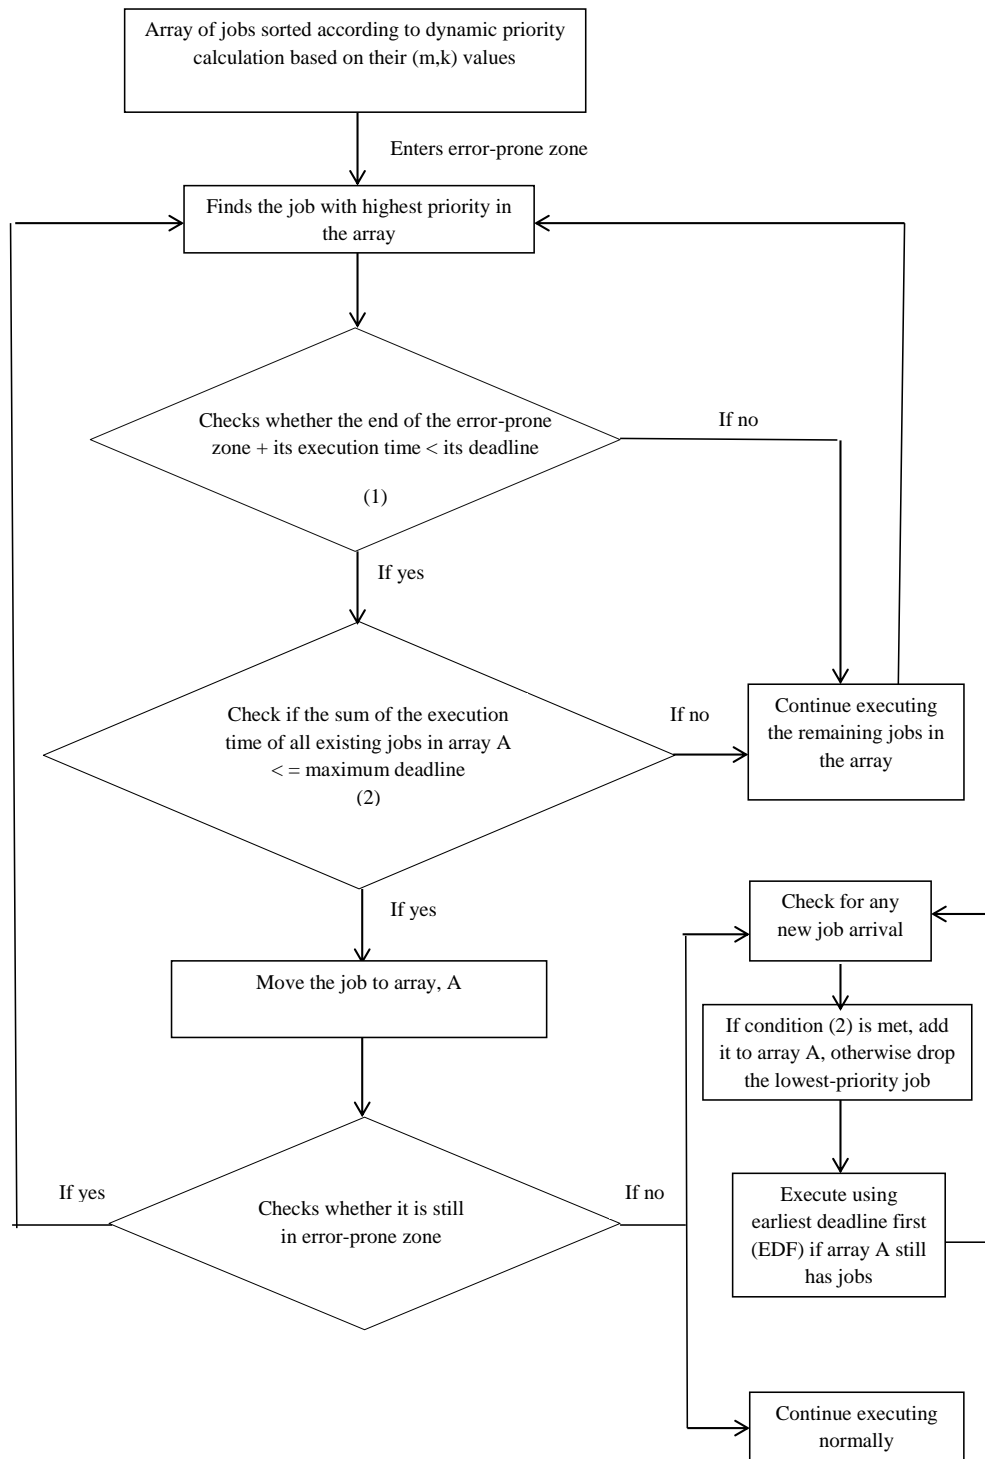 Array of jobs sorted according to dynamic priority
calculation based on their (m,k) values
Enters error-prone zone
Finds the job with highest priority in
the array
Checks whether the end of the error-prone
zone + its execution time < its deadline
(1)
If no
If yes
Check if the sum of the execution
time of all existing jobs in array A
< = maximum deadline
(2)
If no
Continue executing
the remaining jobs in
the array
If yes
Move the job to array, A
Check for any
new job arrival
If condition (2) is met, add
it to array A, otherwise drop
the lowest-priority job
Checks whether it is still
in error-prone zone
If yes
If no
Execute using
earliest deadline first
(EDF) if array A still
has jobs
Continue executing
normally